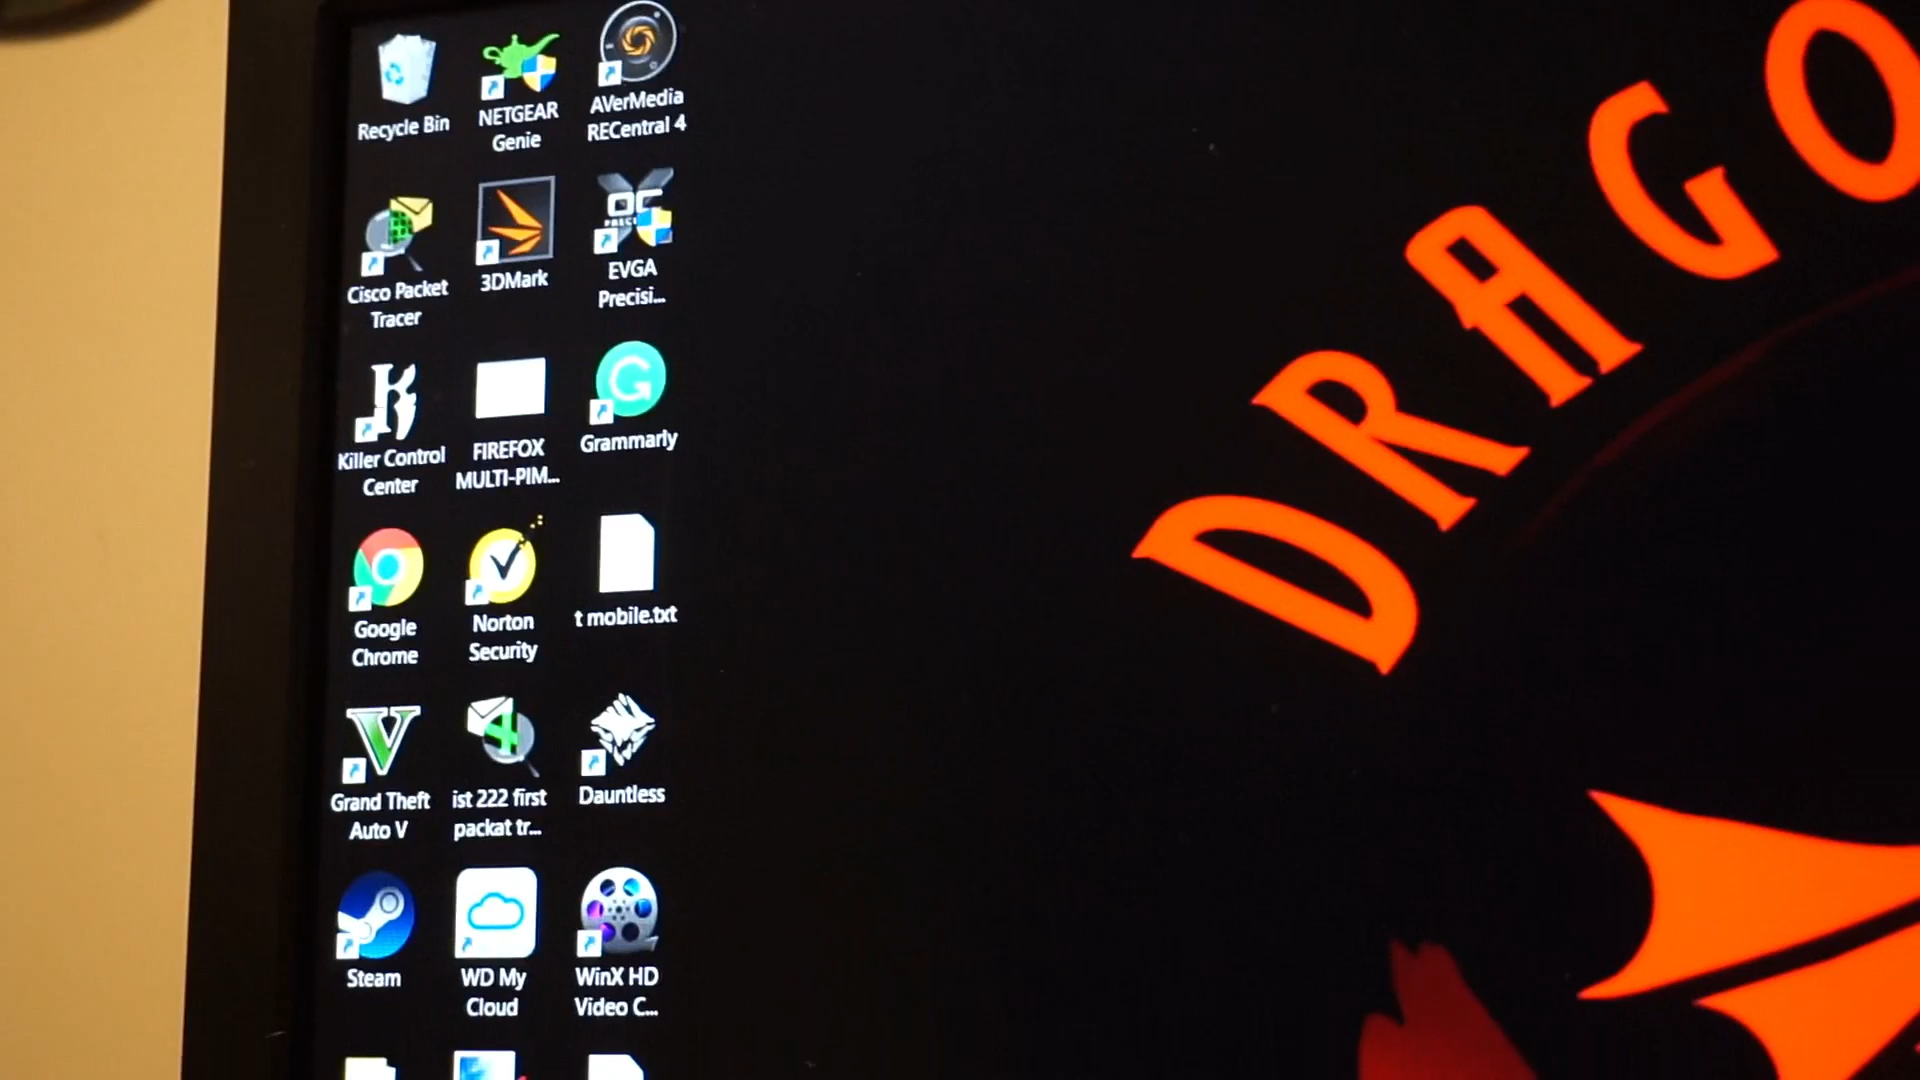 Recycle Bin
NETGEAR
Genie
AVerMedia
RECentral 4
Cisco Packet
Tracer
3DMark
OC
EVGA
Precisi...
Killer Control
Center
FIREFOX
MULTI-PIM...
G
Grammarly
Google
Chrome
Norton
Security
t mobile.txt
V
Grand Theft
Auto V
ist 222 first
packat tr...
Dauntless
Steam
WD My
Cloud
WinX HD
Video C...
DRAGO